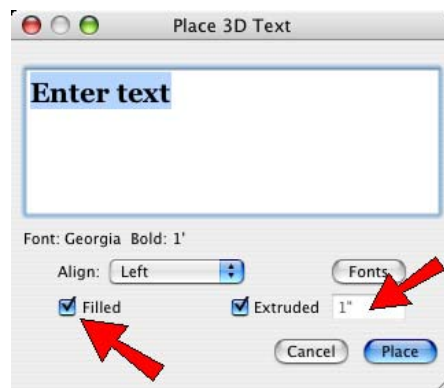 Place 3D Text
Enter text
Font: Georgia Bold: 1'
Align: Left Fonts
Filled Extruded 1"
Cancel Place